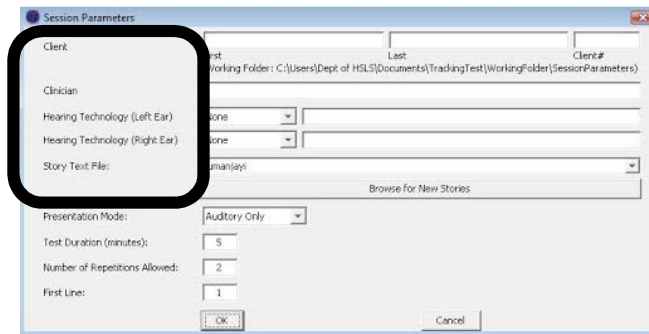 Session Parameters
Client
rst Last Client#
Working Folder: C:\Users\Dept of HSLS\Documents\TrackingTest\WorkingFolder\SessionParameters)
Clinician
Hearing Technology (Left Ear) None
Hearing Technology (Right Ear) None
Story Text File: umanjayi
Browse for New Stories
Presentation Mode: Auditory Only
Test Duration (minutes): 5
Number of Repetitions Allowed: 2
First Line: 1
OK Cancel